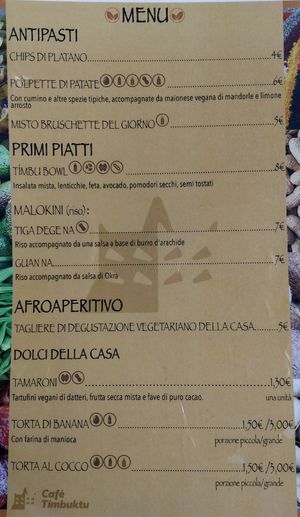 MENU
ANTIPASTI
CHIPS DI PLATANO 4€
POLPETTE DI PATATE 6€
Con cumino e altre spezie tipiche, accompagnate da maionese vegana di mandorle e limone
arrosto
MISTO BRUSCHETTE DEL GIORNO 5€
PRIMI PIATTI
TIMBU BOWL 8€
Insalata mista, lenticchie, feta, avocado, pomodori secchi, semi tostati
MALOKINI (riso):
TIGA DEGE NA 7€
Riso accompagnato da una salsa a base di burro d'arachide
GUAN NA 7€
Riso accompagnato da salsa di Okra
AFROAPERITIVO
TAGLIERE DI DEGUSTAZIONE VEGETARIANO DELLA CASA 5€
DOLCI DELLA CASA
TAMARONI 1,30€
Tartufini vegani di datteri, frutta secca mista e fave di puro cacao. una unità
TORTA DI BANANA 1,50€ / 3,00€
Con farina di manioca porzione piccola/grande
TORTA AL COCCO 1,50€ / 3,00€
porzione piccola/grande
Café
Timbuktu